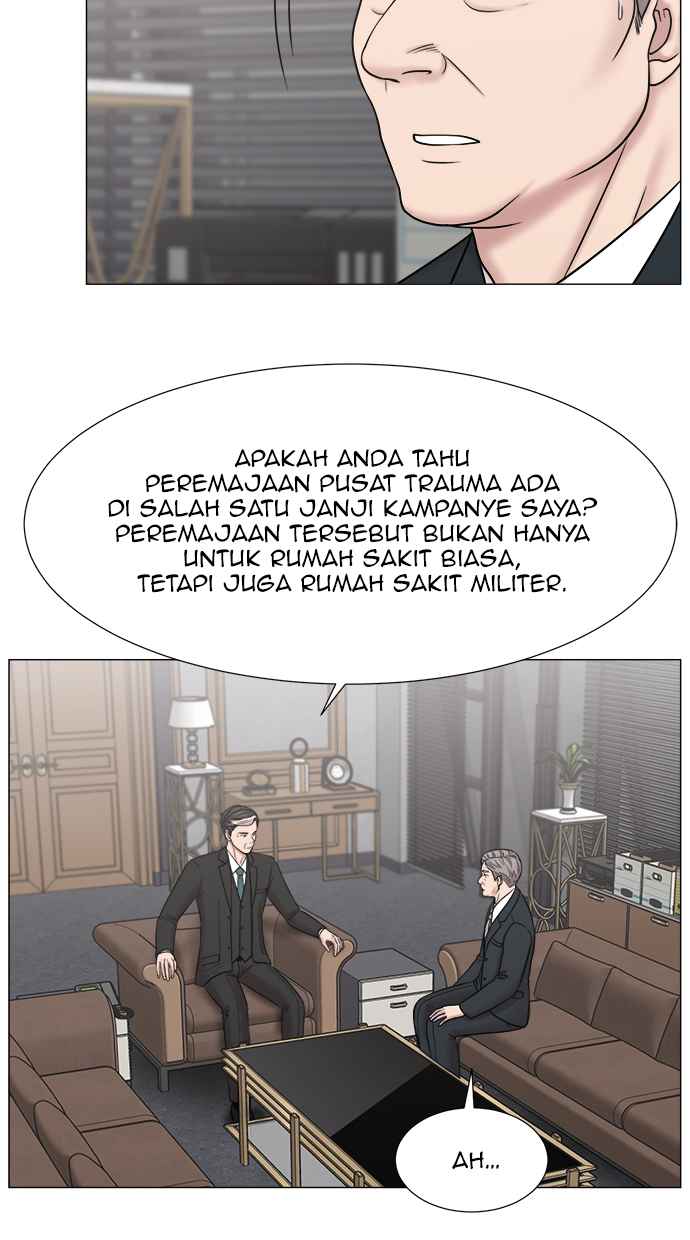 APAKAH ANDA TAHU
PEREMAJAAN PUSAT TRAUMA ADA
DI SALAH SATU JANJI KAMPANYE SAYA?
PEREMAJAAN TERSEBUT BUKAN HANYA
UNTUK RUMAH SAKIT BIASA,
TETAPI JUGA RUMAH SAKIT MILITER.
AH...